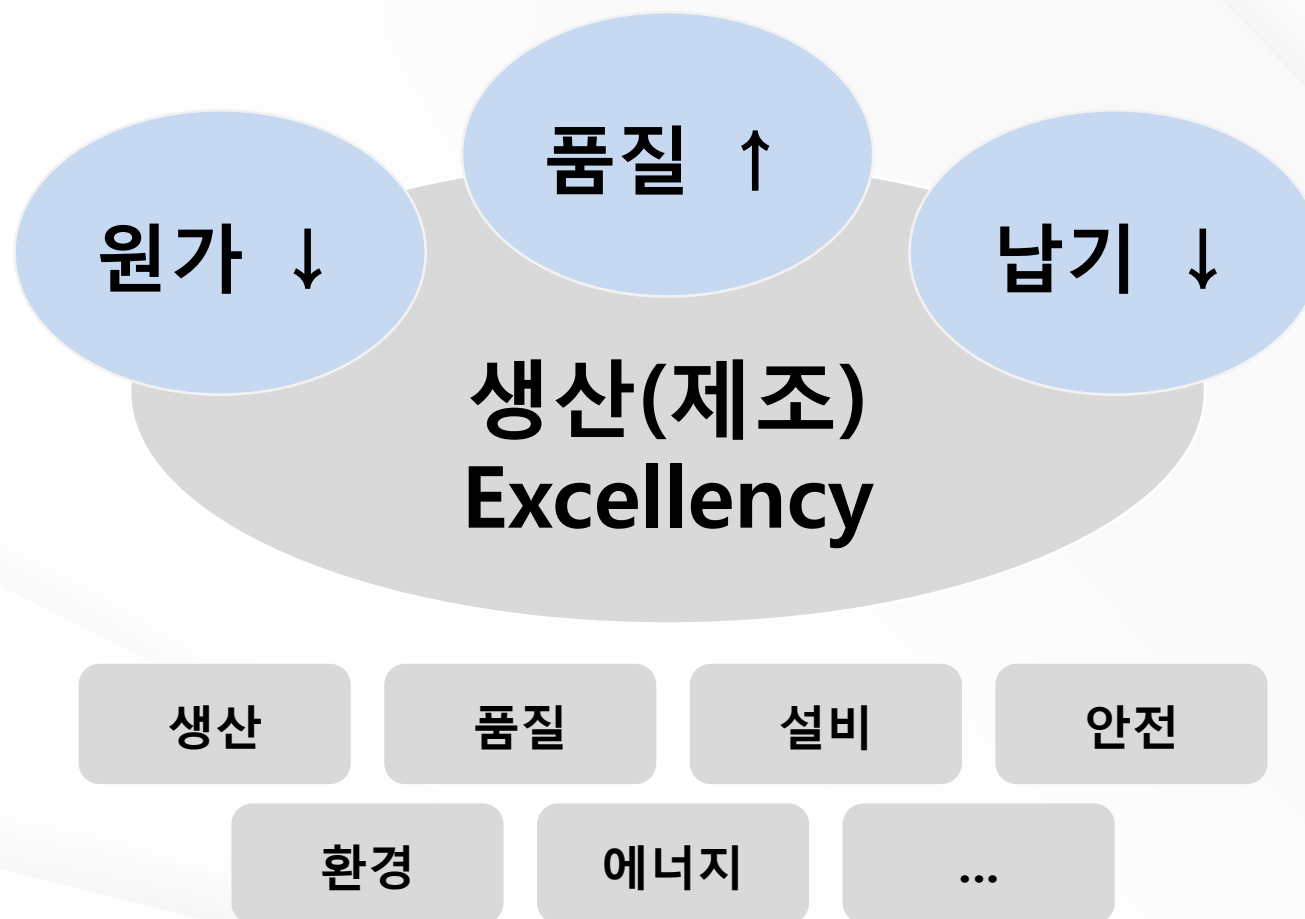 품질 ↑
원가 ↓
납기 ↓
생산(제조)
Excellency
생산
품질
설비
안전
환경
에너지
...